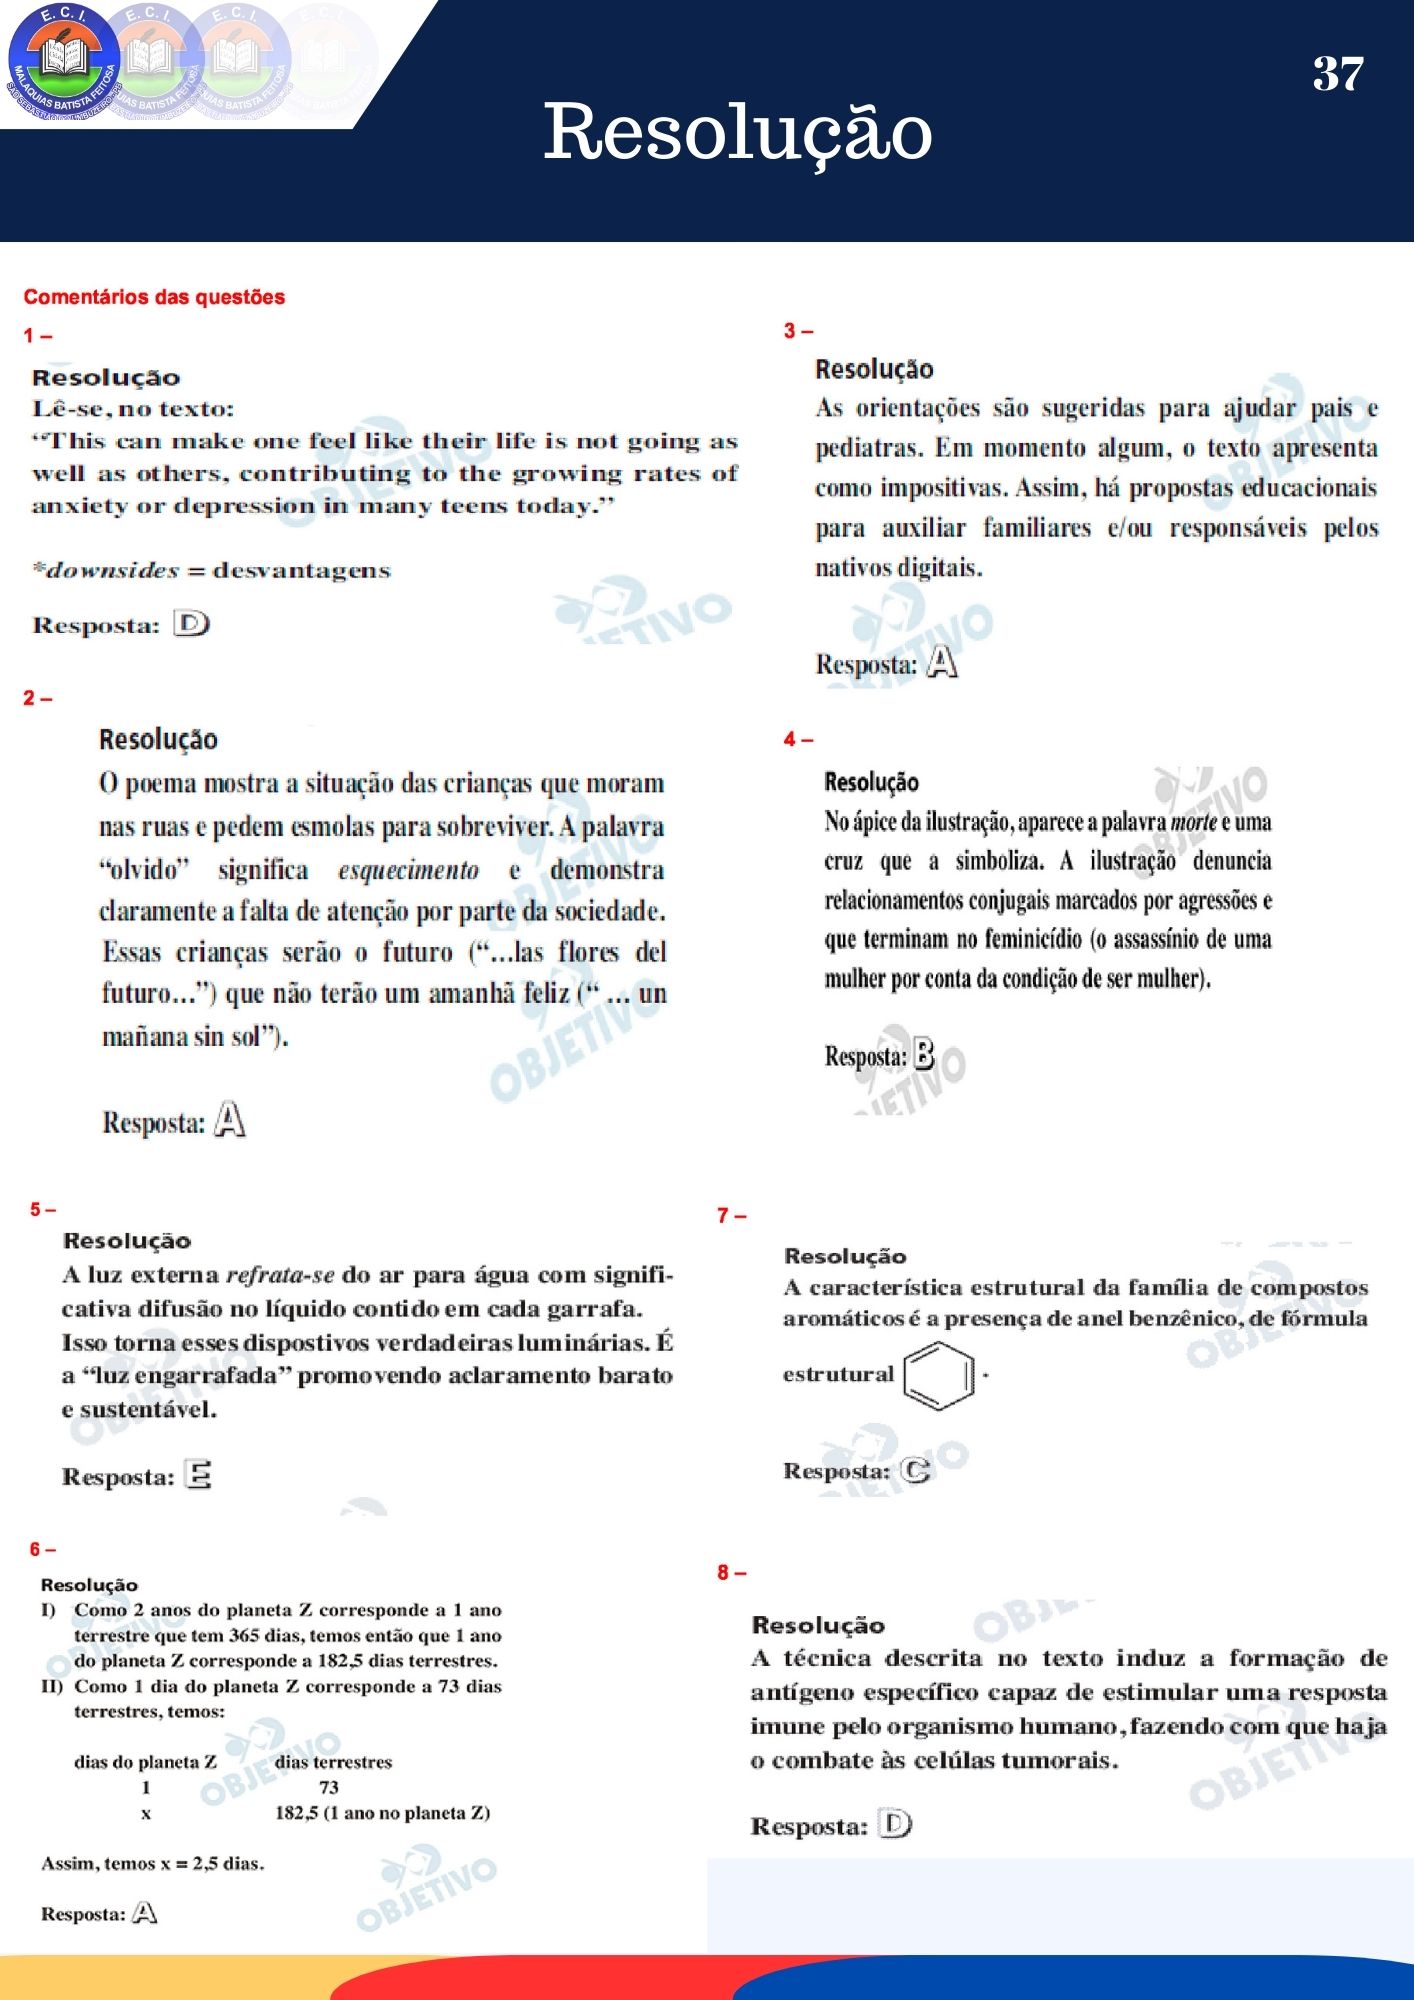 E. C. I.
MALAQUIAS BATISTA FEITOSA
37
Resolução
Comentários das questões
1 –
Resolução
Lê-se, no texto:
“This can make one feel like their life is not going as
well as others, contributing to the growing rates of
anxiety or depression in many teens today.”
*downsides = desvantagens
Resposta: D
2 –
Resolução
O poema mostra a situação das crianças que moram
nas ruas e pedem esmolas para sobreviver. A palavra
“olvido” significa esquecimento e demonstra
claramente a falta de atenção por parte da sociedade.
Essas crianças serão o futuro (“...las flores del
futuro...”) que não terão um amanhã feliz (“ ... un
mañana sin sol”).
Resposta: A
3 –
Resolução
As orientações são sugeridas para ajudar pais e
pediatras. Em momento algum, o texto apresenta
como impositivas. Assim, há propostas educacionais
para auxiliar familiares e/ou responsáveis pelos
nativos digitais.
Resposta: A
4 –
Resolução
No ápice da ilustração, aparece a palavra morte e uma
cruz que a simboliza. A ilustração denuncia
relacionamentos conjugais marcados por agressões e
que terminam no feminicídio (o assassínio de uma
mulher por conta da condição de ser mulher).
Resposta: B
5 –
Resolução
A luz externa refrata-se do ar para água com signifi-
cativa difusão no líquido contido em cada garrafa.
Isso torna esses dispostivos verdadeiras luminárias. É
a “luz engarrafada” promovendo aclaramento barato
e sustentável.
Resposta: E
6 –
Resolução
I) Como 2 anos do planeta Z corresponde a 1 ano
terrestre que tem 365 dias, temos então que 1 ano
do planeta Z corresponde a 182,5 dias terrestres.
II) Como 1 dia do planeta Z corresponde a 73 dias
terrestres, temos:
dias do planeta Z dias terrestres
1 73
x 182,5 (1 ano no planeta Z)
Assim, temos x = 2,5 dias.
Resposta: A
7 –
Resolução
A característica estrutural da família de compostos
aromáticos é a presença de anel benzênico, de fórmula
estrutural .
Resposta: C
8 –
Resolução
A técnica descrita no texto induz a formação de
antígeno específico capaz de estimular uma resposta
imune pelo organismo humano, fazendo com que haja
o combate às celúlas tumorais.
Resposta: D
OBJETIVO